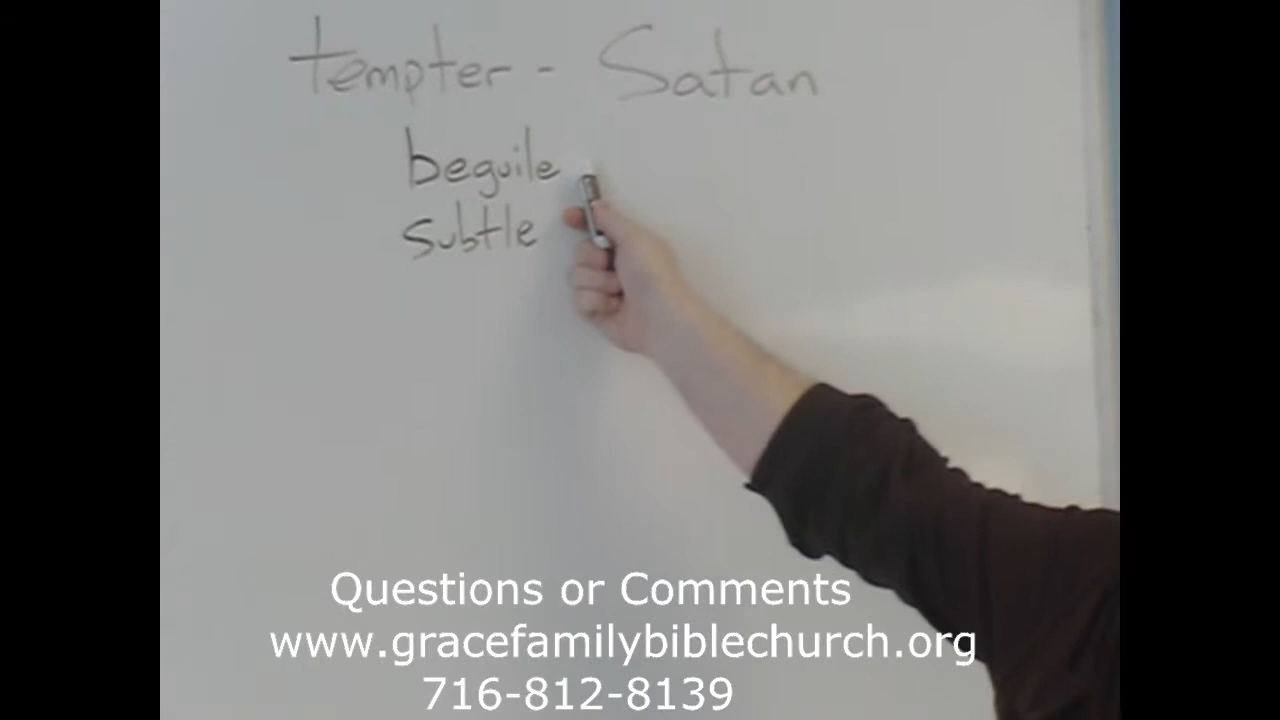 tempter - Satan
beguile
subtle
Questions or Comments
www.gracefamilybiblechurch.org
716-812-8139